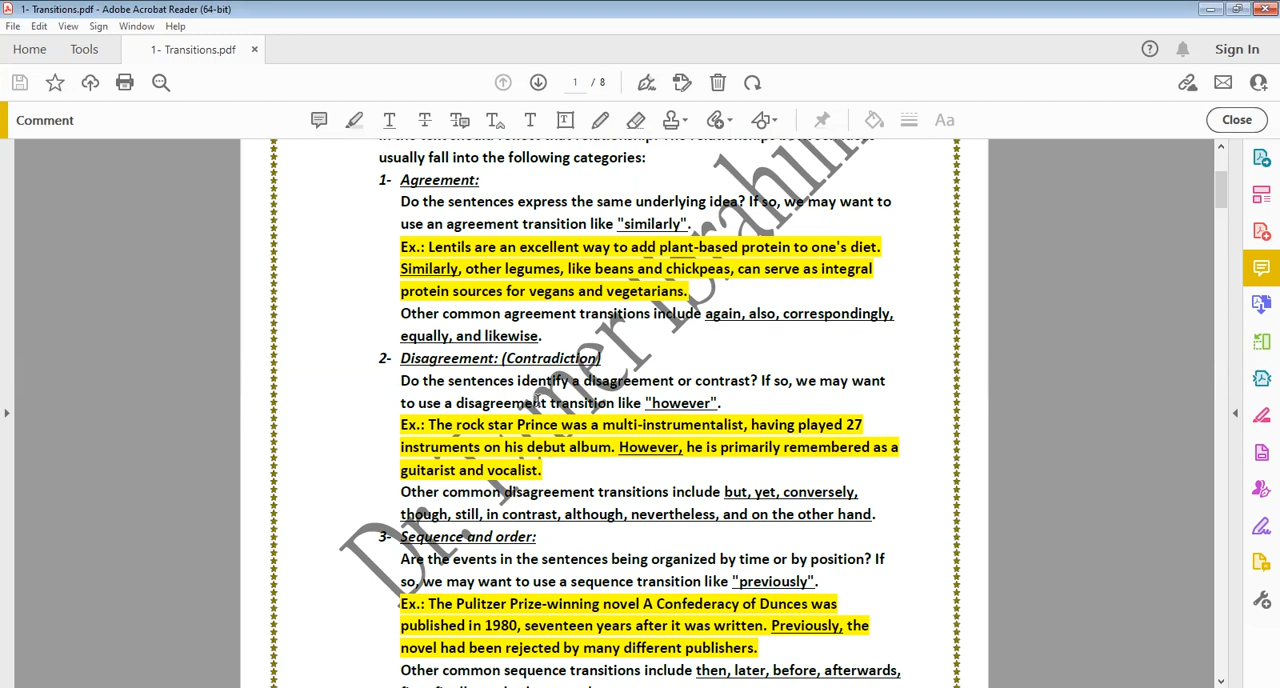 1- Transitions.pdf - Adobe Acrobat Reader (64-bit)
File Edit View Sign Window Help
Home Tools 1- Transitions.pdf × Sign In
1 / 8
Comment Close
usually fall into the following categories:
1- Agreement:
Do the sentences express the same underlying idea? If so, we may want to
use an agreement transition like "similarly".
Ex.: Lentils are an excellent way to add plant-based protein to one's diet.
Similarly, other legumes, like beans and chickpeas, can serve as integral
protein sources for vegans and vegetarians.
Other common agreement transitions include again, also, correspondingly,
equally, and likewise.
2- Disagreement: (Contradiction)
Do the sentences identify a disagreement or contrast? If so, we may want
to use a disagreement transition like "however".
Ex.: The rock star Prince was a multi-instrumentalist, having played 27
instruments on his debut album. However, he is primarily remembered as a
guitarist and vocalist.
Other common disagreement transitions include but, yet, conversely,
though, still, in contrast, although, nevertheless, and on the other hand.
3- Sequence and order:
Are the events in the sentences being organized by time or by position? If
so, we may want to use a sequence transition like "previously".
Ex.: The Pulitzer Prize-winning novel A Confederacy of Dunces was
published in 1980, seventeen years after it was written. Previously, the
novel had been rejected by many different publishers.
Other common sequence transitions include then, later, before, afterwards,
Dr.